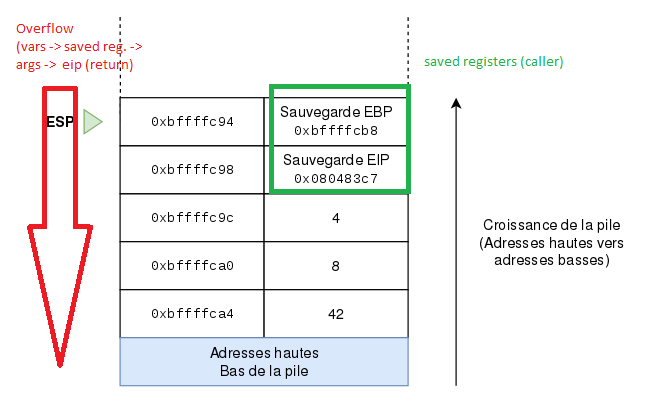 Overflow
(vars -> saved reg. ->
args -> eip (return)
saved registers (caller)
ESP
0xbffffc94
Sauvegarde EBP
0xbffffcb8
0xbffffc98
Sauvegarde EIP
0x080483c7
0xbffffc9c
4
0xbffffca0
8
0xbffffca4
42
Adresses hautes
Bas de la pile
Croissance de la pile
(Adresses hautes vers
adresses basses)